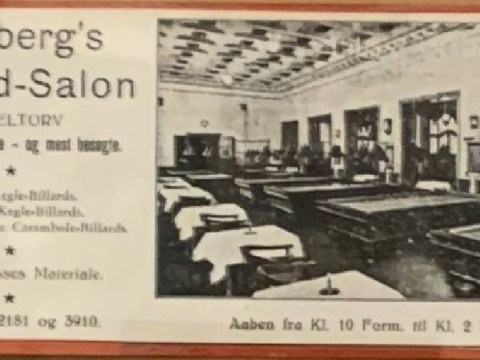 berg's
d-Salon
ELTORV
- og mest besøgte.
Kegle-Billards.
Kegle-Billards.
Carambole-Billards.
Materiale.
2181 og 3910.
Aaben fra Kl. 10 Form. til Kl. 2